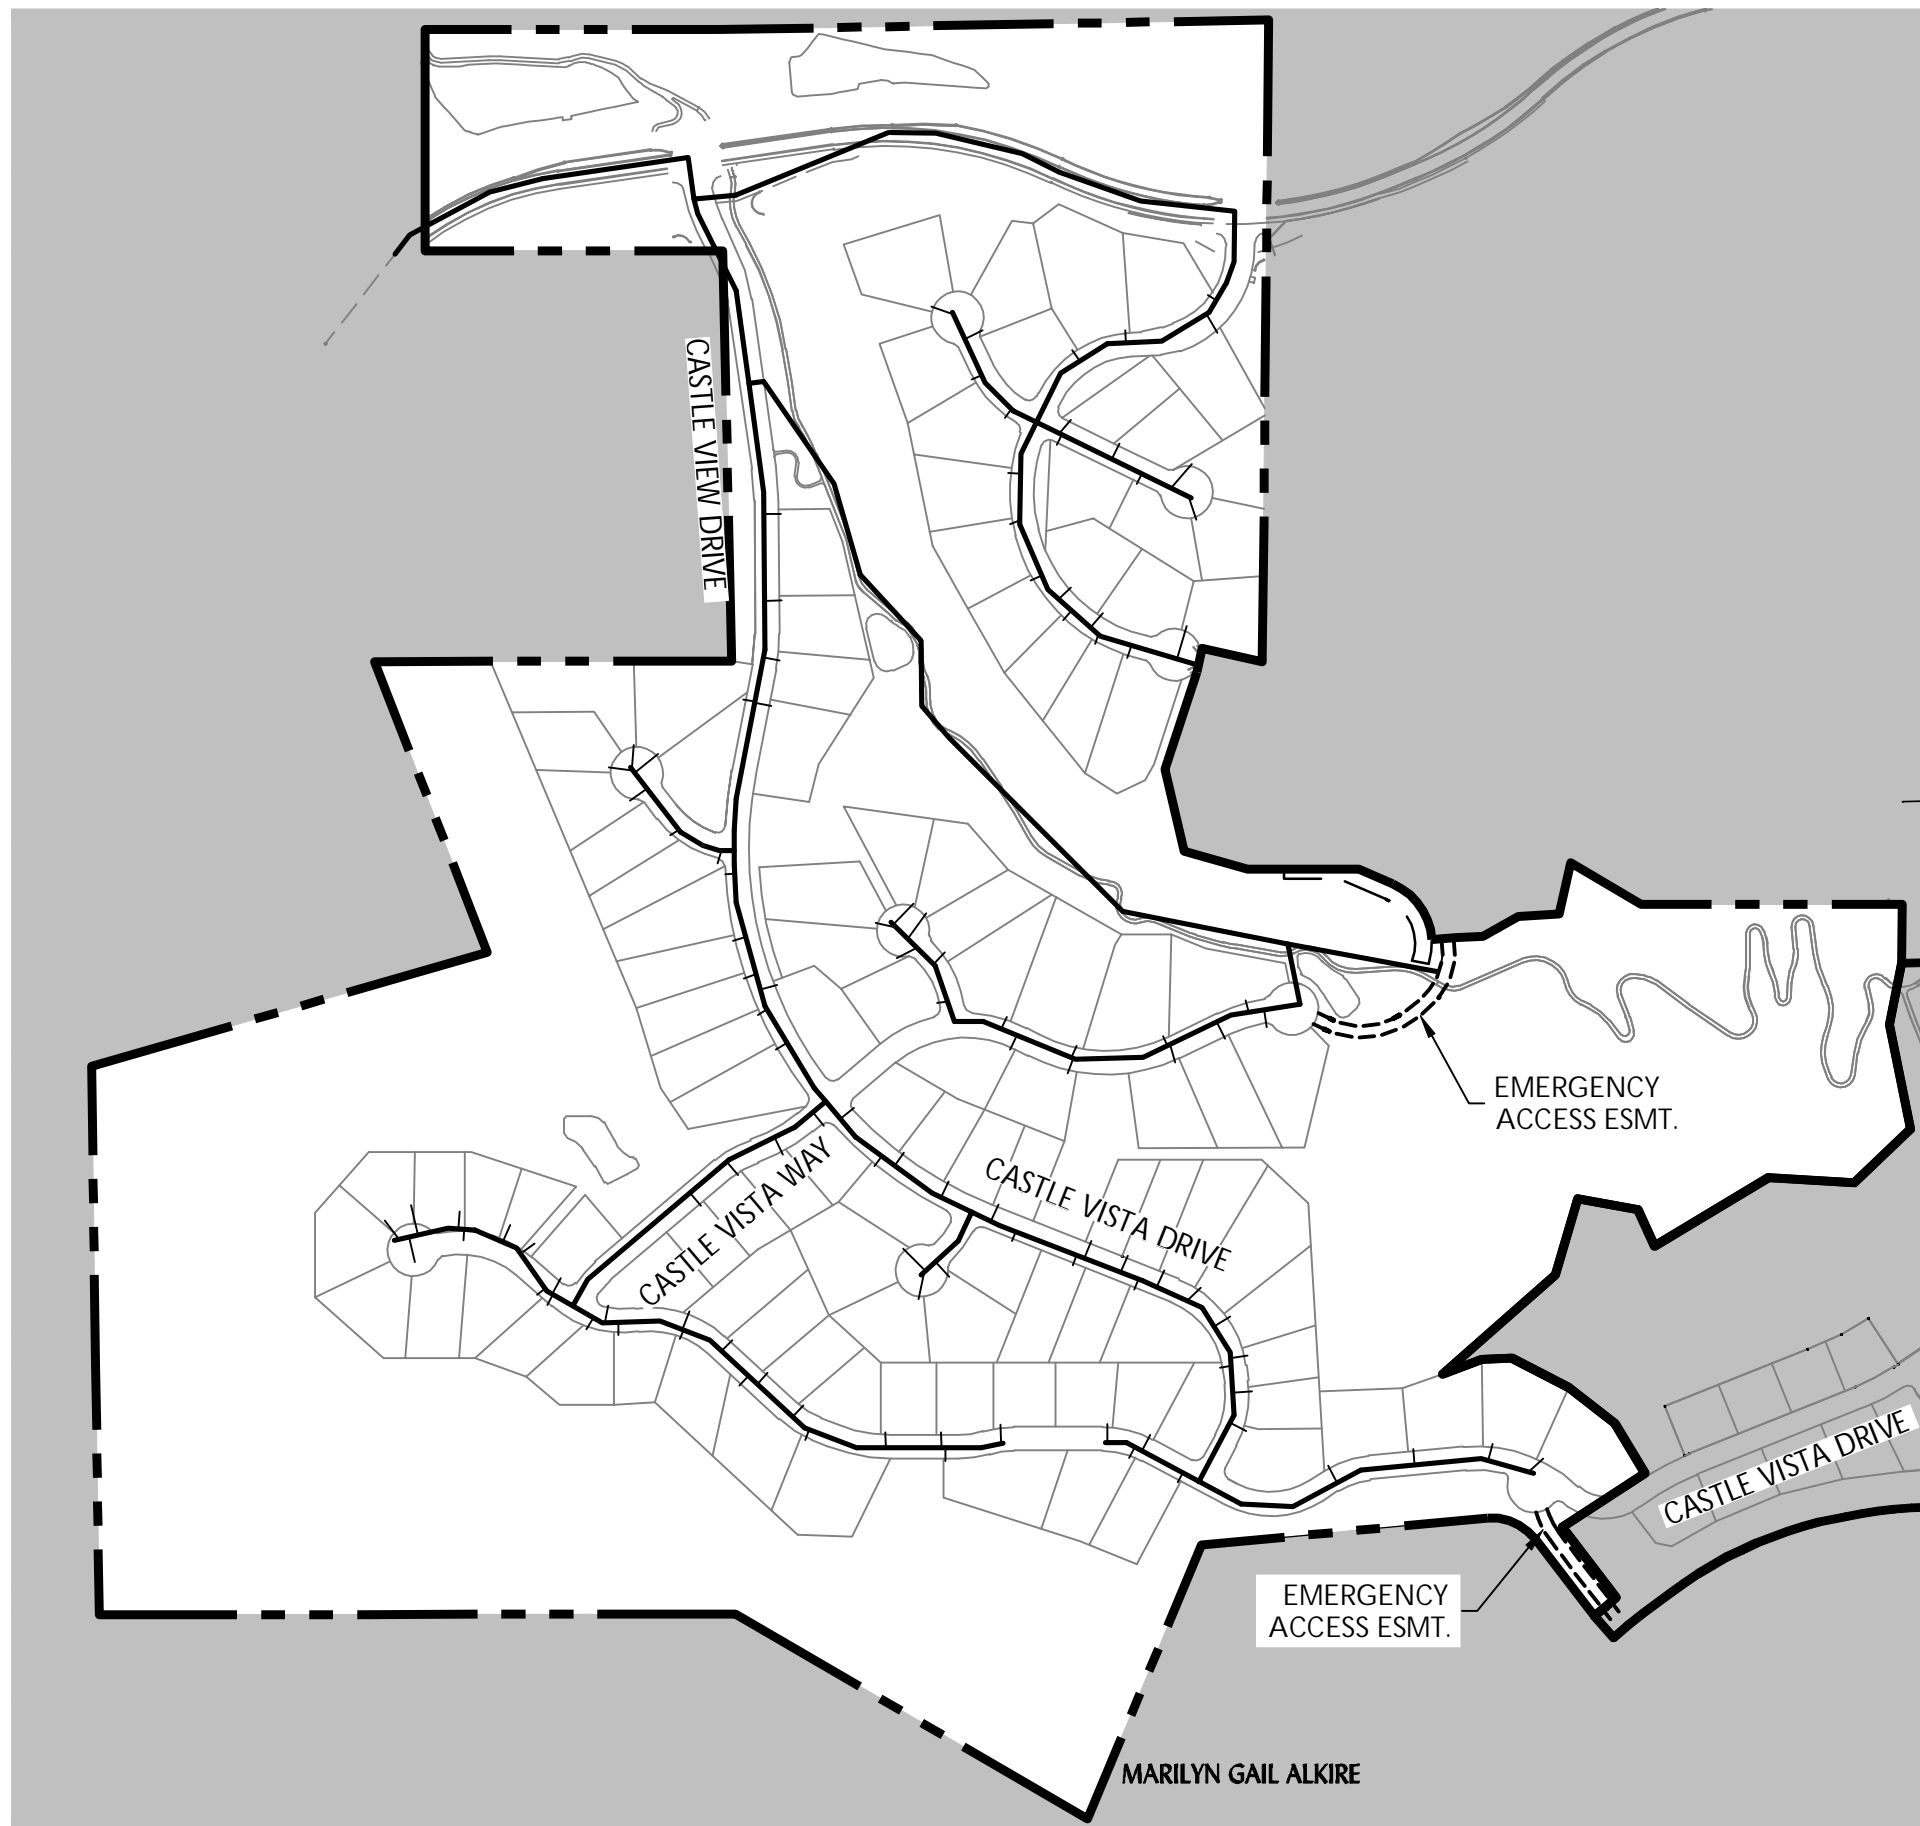 CASTLE VIEW DRIVE
EMERGENCY
ACCESS ESMT.
CASTLE VISTA WAY
CASTLE VISTA DRIVE
CASTLE VISTA DRIVE
EMERGENCY
ACCESS ESMT.
MARILYN GAIL ALKIRE